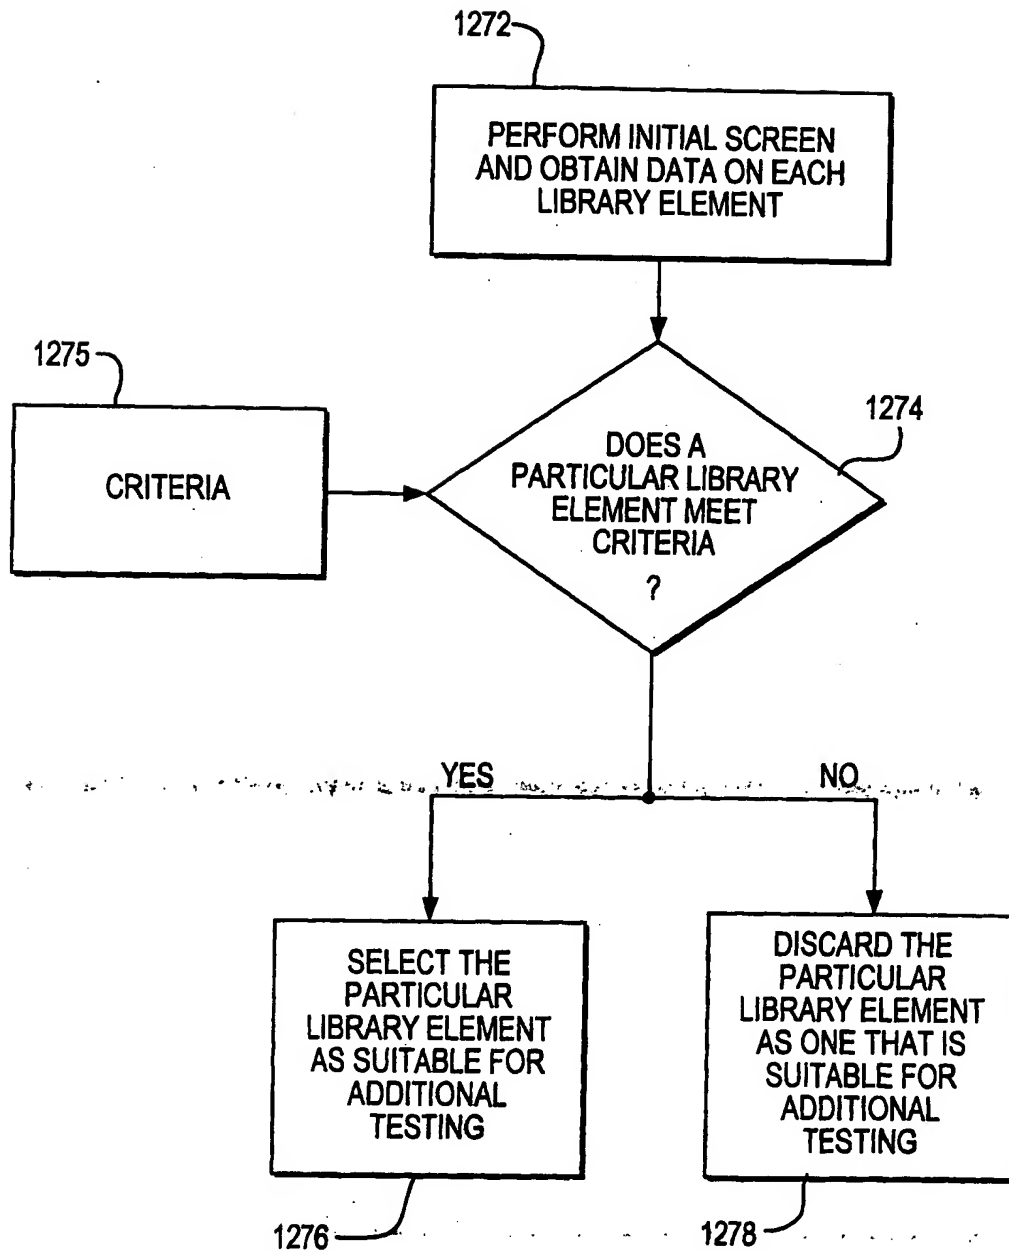 1272
PERFORM INITIAL SCREEN
AND OBTAIN DATA ON EACH
LIBRARY ELEMENT
1275
CRITERIA
1274
DOES A
PARTICULAR LIBRARY
ELEMENT MEET
CRITERIA
?
YES
NO
SELECT THE
PARTICULAR
LIBRARY ELEMENT
AS SUITABLE FOR
ADDITIONAL
TESTING
1276
DISCARD THE
PARTICULAR
LIBRARY ELEMENT
AS ONE THAT IS
SUITABLE FOR
ADDITIONAL
TESTING
1278